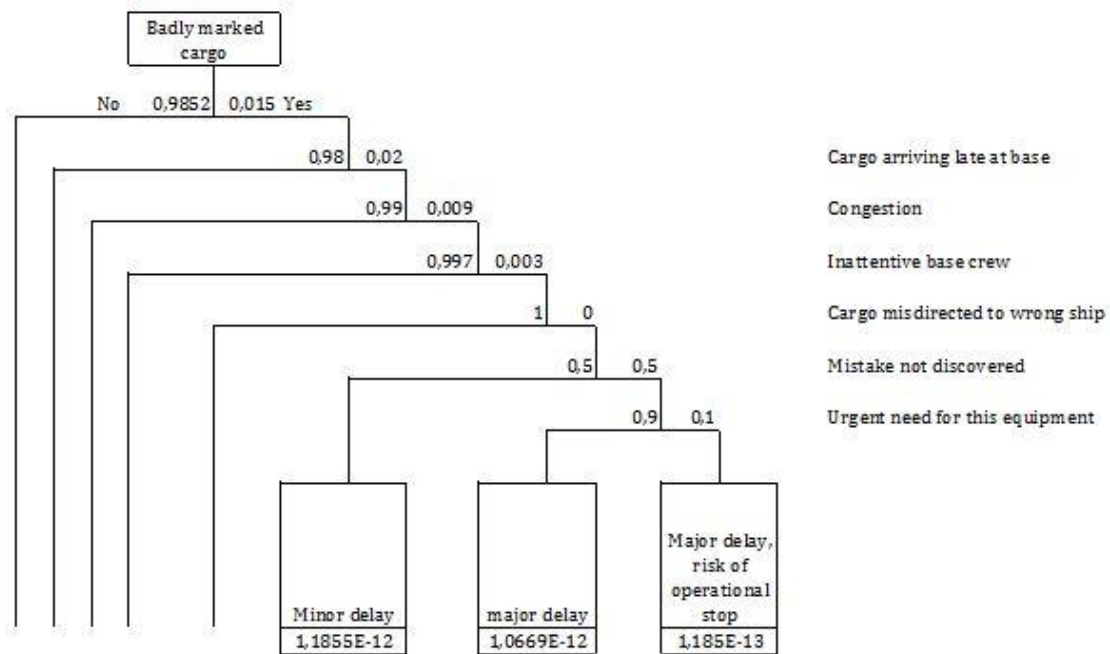 Badly marked
cargo
No 0,9852 0,015 Yes
0,98 0,02 Cargo arriving late at base
0,99 0,009 Congestion
0,997 0,003 Inattentive base crew
1 0 Cargo misdirected to wrong ship
0,5 0,5 Mistake not discovered
0,9 0,1 Urgent need for this equipment
Major delay,
risk of
operational
Minor delay major delay stop
1,1855E-12 1,0669E-12 1,185E-13